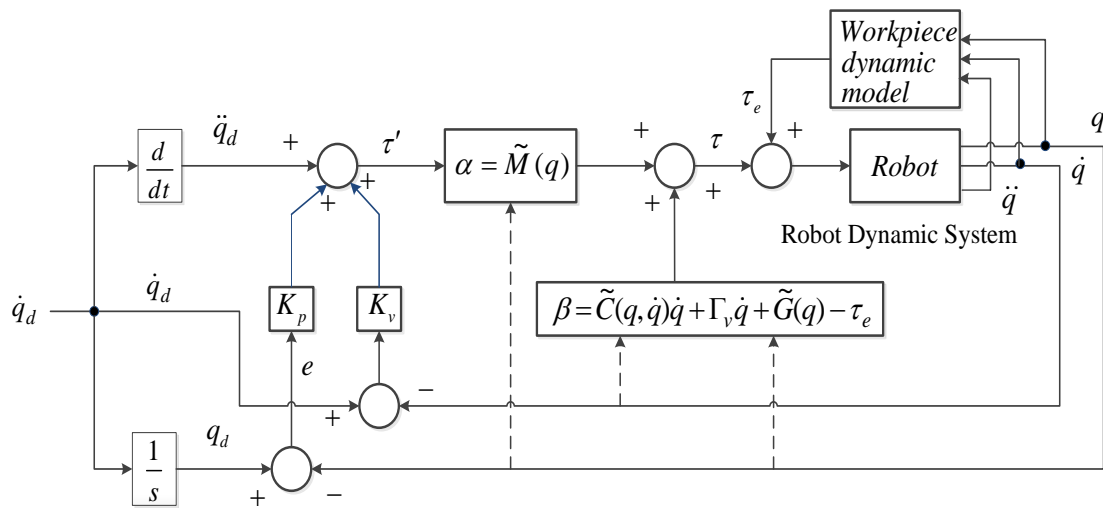 Workpiece
dynamic
model
τ_e
q
q̈_d
τ′
τ
q̇
d/dt
+
+
+
α = M̃(q)
+
+
+
+
Robot
q̈
Robot Dynamic System
q̇_d
q̇_d
K_p
K_v
β = C̃(q, q̇)q̇ + Γ_v q̇ + G̃(q) − τ_e
e
−
+
q_d
1/s
+
−